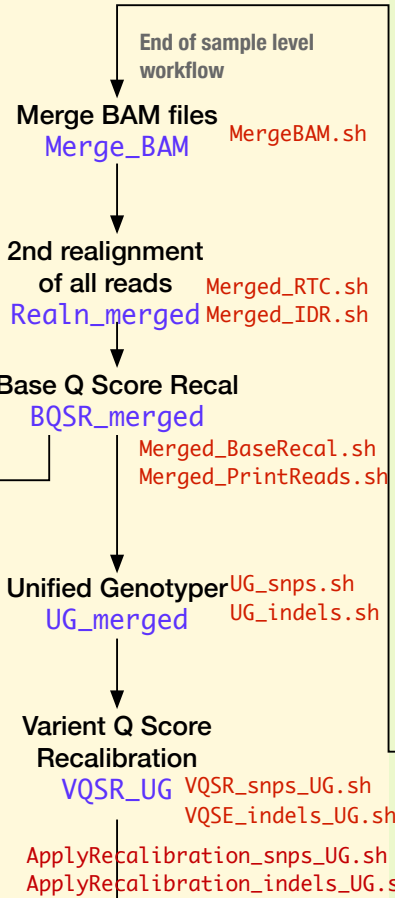 End of sample level
workflow
Merge BAM files
Merge_BAM
MergeBAM.sh
2nd realignment
of all reads
Realn_merged
Merged_RTC.sh
Merged_IDR.sh
Base Q Score Recal
BQSR_merged
Merged_BaseRecal.sh
Merged_PrintReads.sh
Unified Genotyper
UG_merged
UG_snps.sh
UG_indels.sh
Varient Q Score
Recalibration
VQSR_UG
VQSR_snps_UG.sh
VQSE_indels_UG.sh
ApplyRecalibration_snps_UG.sh
ApplyRecalibration_indels_UG.s